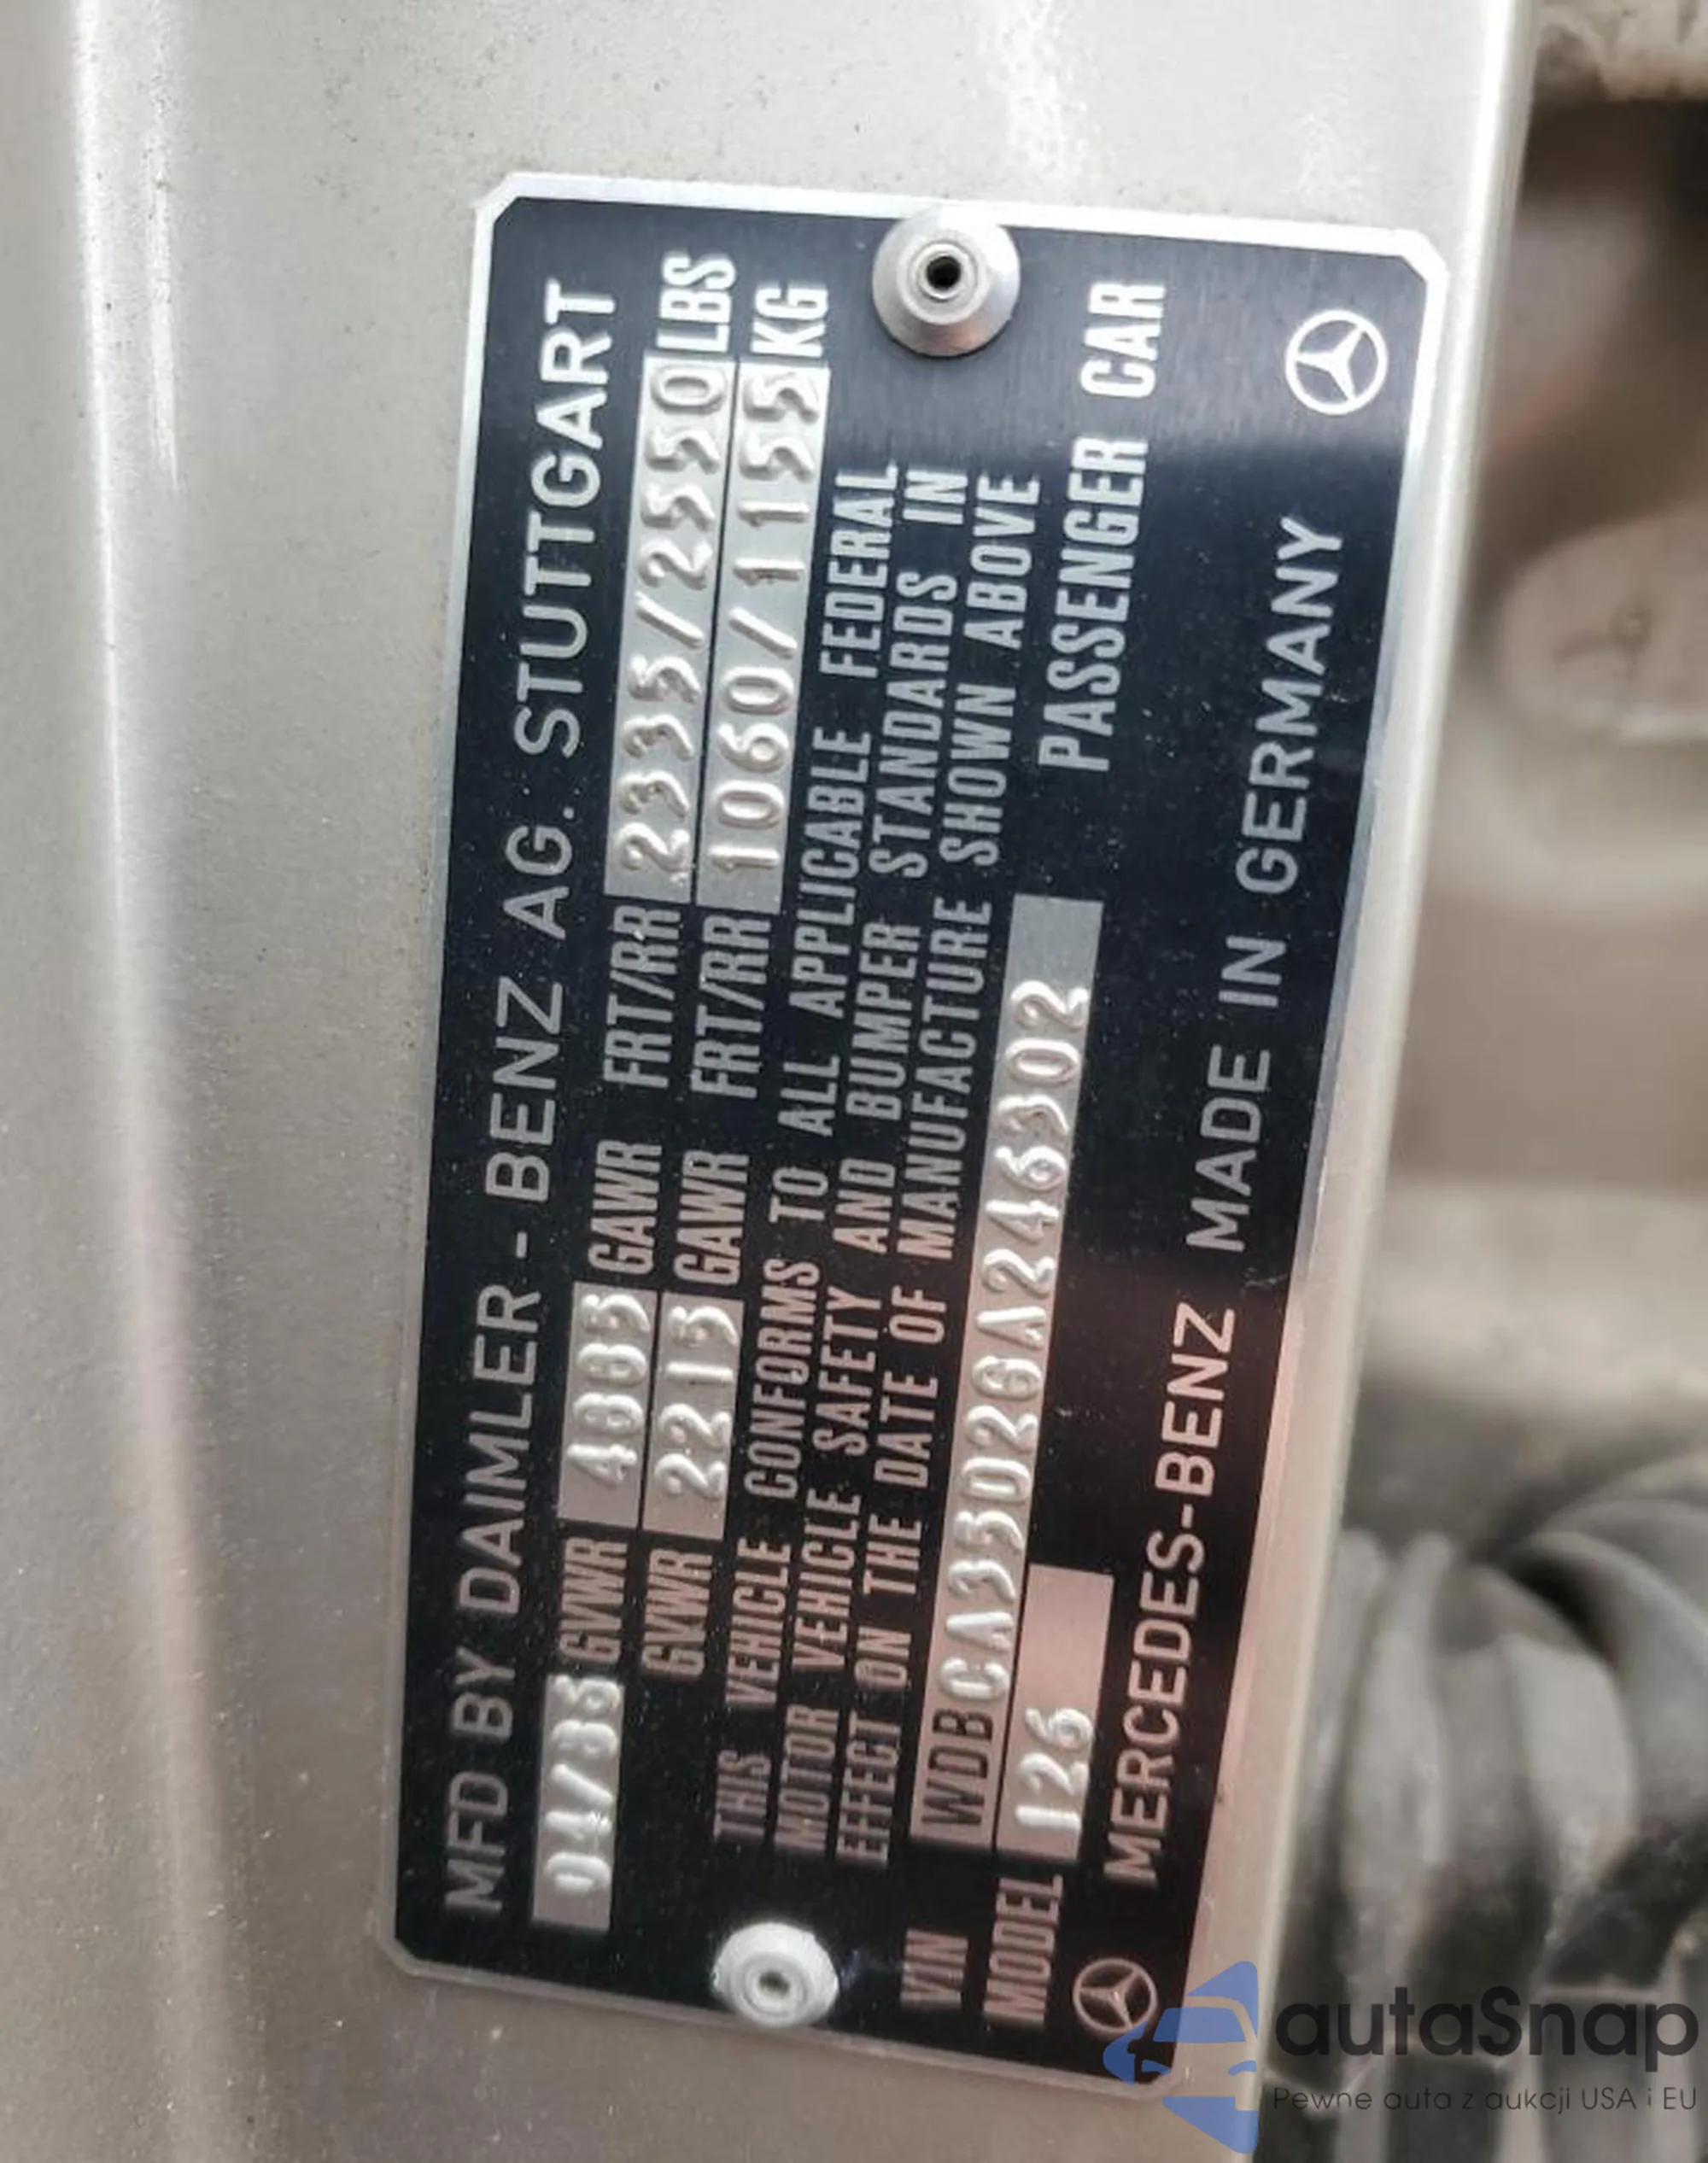 MFD BY DAIMLER - BENZ AG. STUTTGART
04/86 GVWR 4885 GAWR FRT/RR 2335/2550 LBS
GVWR 2215 GAWR FRT/RR 1060/1155 KG
THIS VEHICLE CONFORMS TO ALL APPLICABLE FEDERAL
MOTOR VEHICLE SAFETY AND BUMPER STANDARDS IN
EFFECT ON THE DATE OF MANUFACTURE SHOWN ABOVE
VIN WDB CA35D2GA246302 PASSENGER CAR
MODEL 126
MERCEDES-BENZ MADE IN GERMANY
autaSnap
Pewne auta z aukcji USA i EU